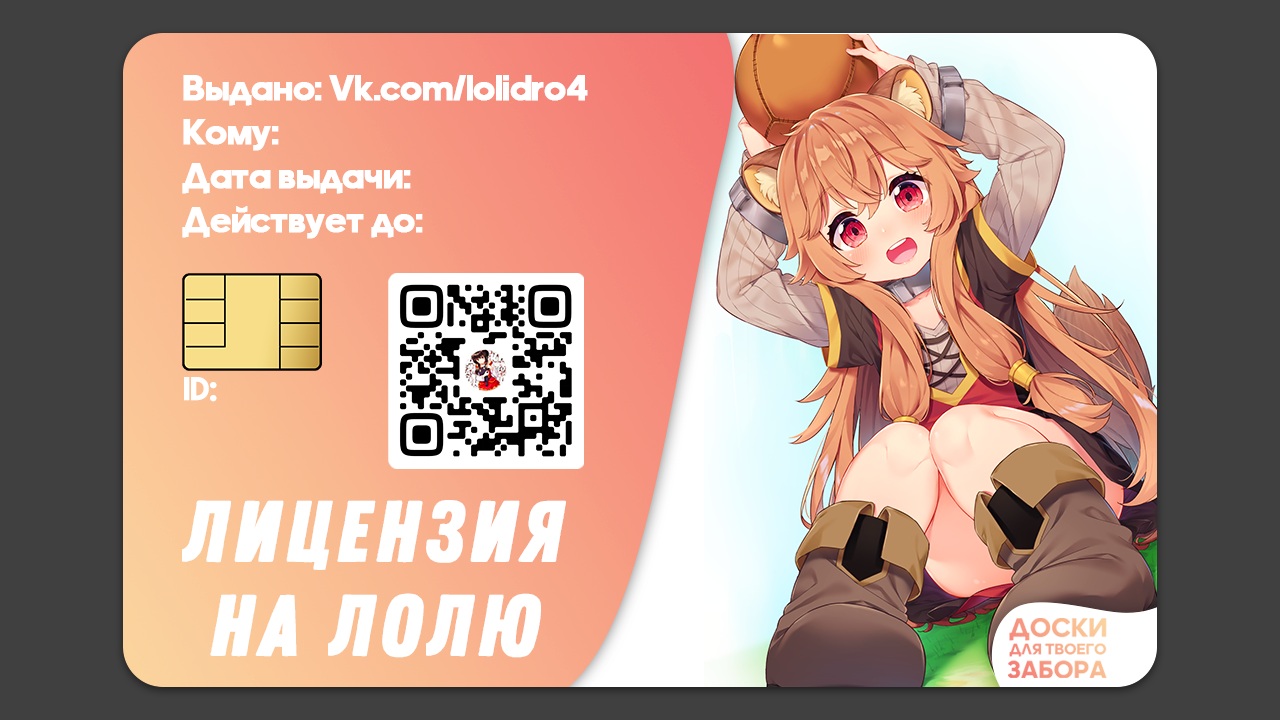 Выдано: Vk.com/lolidro4
Кому:
Дата выдачи:
Действует до:
ID:
ЛИЦЕНЗИЯ
НА ЛОЛЮ
ДОСКИ
ДЛЯ ТВОЕГО
ЗАБОРА